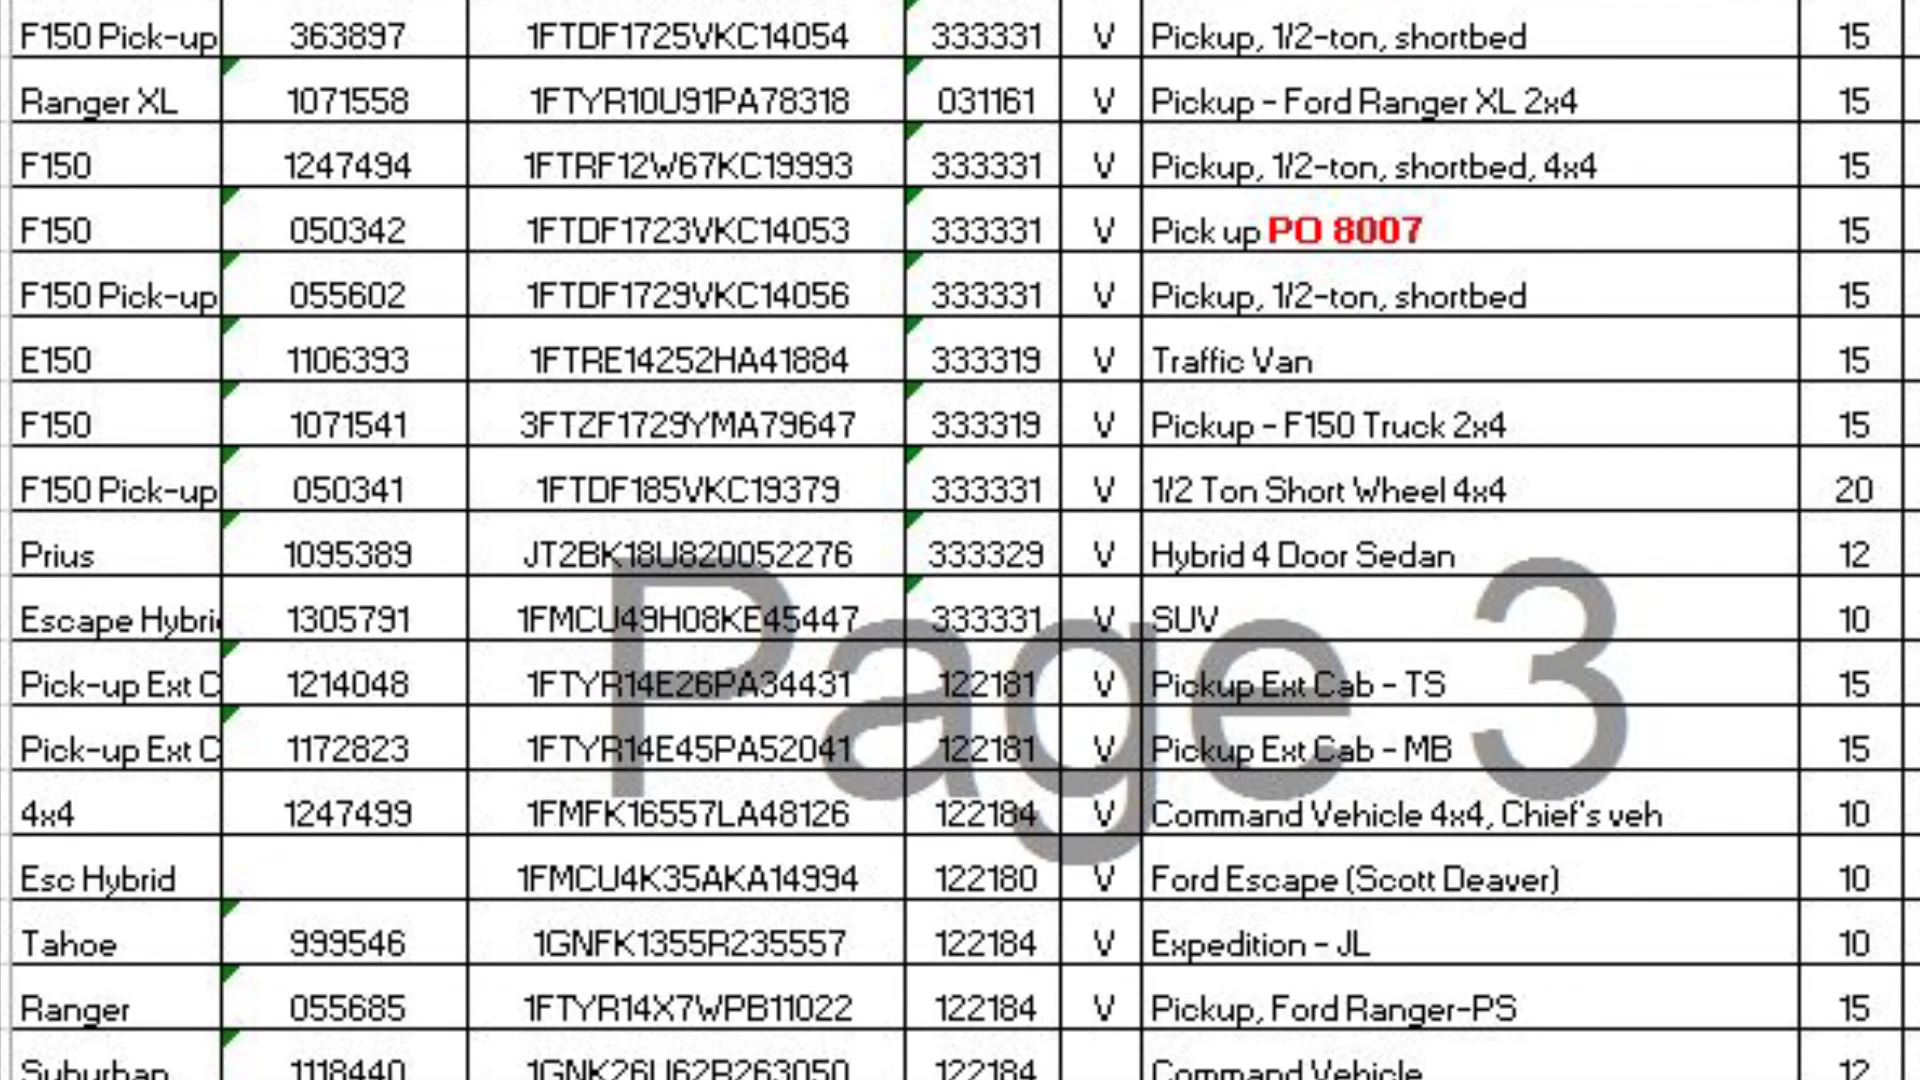 F150 Pick-up 363897 1FTDF1725VKC14054 333331 V Pickup, 1/2-ton, shortbed 15
Ranger XL 1071558 1FTYR10U91PA78318 031161 V Pickup - Ford Ranger XL 2x4 15
F150 1247494 1FTRF12W67KC19993 333331 V Pickup, 1/2-ton, shortbed, 4x4 15
F150 050342 1FTDF1723VKC14053 333331 V Pick up PO 8007 15
F150 Pick-up 055602 1FTDF1729VKC14056 333331 V Pickup, 1/2-ton, shortbed 15
E150 1106393 1FTRE14252HA41884 333319 V Traffic Van 15
F150 1071541 3FTZF1729YMA79647 333319 V Pickup - F150 Truck 2x4 15
F150 Pick-up 050341 1FTDF185VKC19379 333331 V 1/2 Ton Short Wheel 4x4 20
Prius 1095389 JT2BK18U820052276 333329 V Hybrid 4 Door Sedan 12
Escape Hybri 1305791 1FMCU49H08KE45447 333331 V SUV 10
Pick-up Ext C 1214048 1FTYR14E26PA34431 122181 V Pickup Ext Cab - TS 15
Page 3
Pick-up Ext C 1172823 1FTYR14E45PA52041 122181 V Pickup Ext Cab - MB 15
4x4 1247499 1FMFK16557LA48126 122184 V Command Vehicle 4x4, Chief's veh 10
Esc Hybrid 1FMCU4K35AKA14994 122180 V Ford Escape (Scott Deaver) 10
Tahoe 999546 1GNFK1355R235557 122184 V Expedition - JL 10
Ranger 055685 1FTYR14X7WPB11022 122184 V Pickup, Ford Ranger-PS 15
Suburban 1118440 1GNK26U62R263050 122184 V Command Vehicle 12